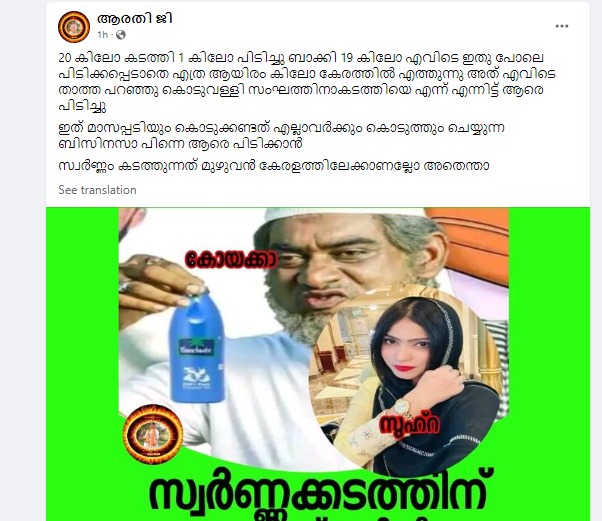 ആരതി ജി
1h
20 കിലോ കടത്തി 1 കിലോ പിടിച്ചു ബാക്കി 19 കിലോ എവിടെ ഇതു പോലെ
പിടിക്കപ്പെടാതെ എത്ര ആയിരം കിലോ കേരത്തിൽ എത്തുന്നു അത് എവിടെ
താത്ത പറഞ്ഞു കൊടുവള്ളി സംഘത്തിനാകടത്തിയെ എന്ന് എന്നിട്ട് ആരെ
പിടിച്ചു
ഇത് മാസപ്പടിയും കൊടുക്കണ്ടത് എല്ലാവർക്കും കൊടുത്തും ചെയ്യുന്ന
ബിസിനസാ പിന്നെ ആരെ പിടിക്കാൻ
സ്വർണ്ണം കടത്തുന്നത് മുഴുവൻ കേരളത്തിലേക്കാണല്ലോ അതെന്താ
See translation
കോയക്കാ
Parachute
സുഹ്റ
സ്വർണ്ണക്കടത്തിന്